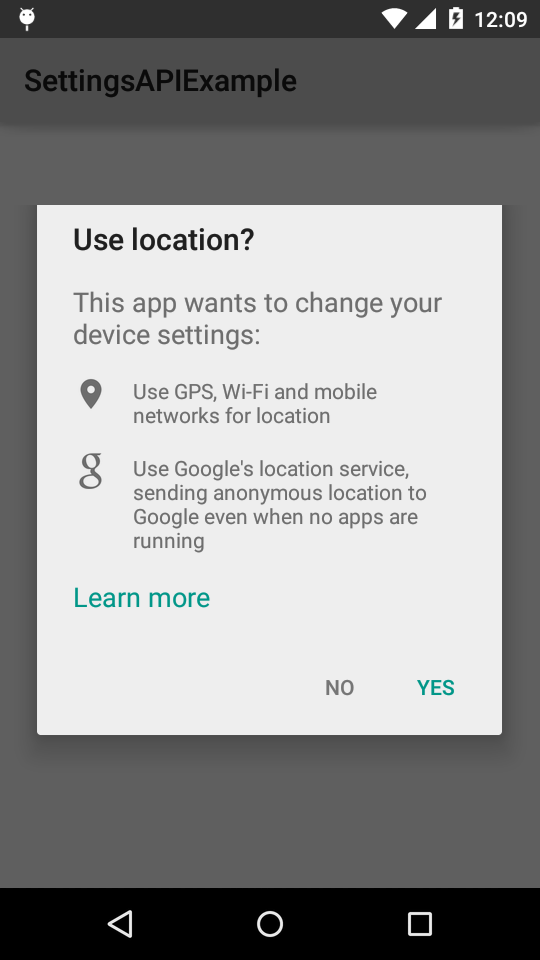 12:09
SettingsAPIExample
Use location?
This app wants to change your
device settings:
Use GPS, Wi-Fi and mobile
networks for location
g
Use Google's location service,
sending anonymous location to
Google even when no apps are
running
Learn more
NO YES